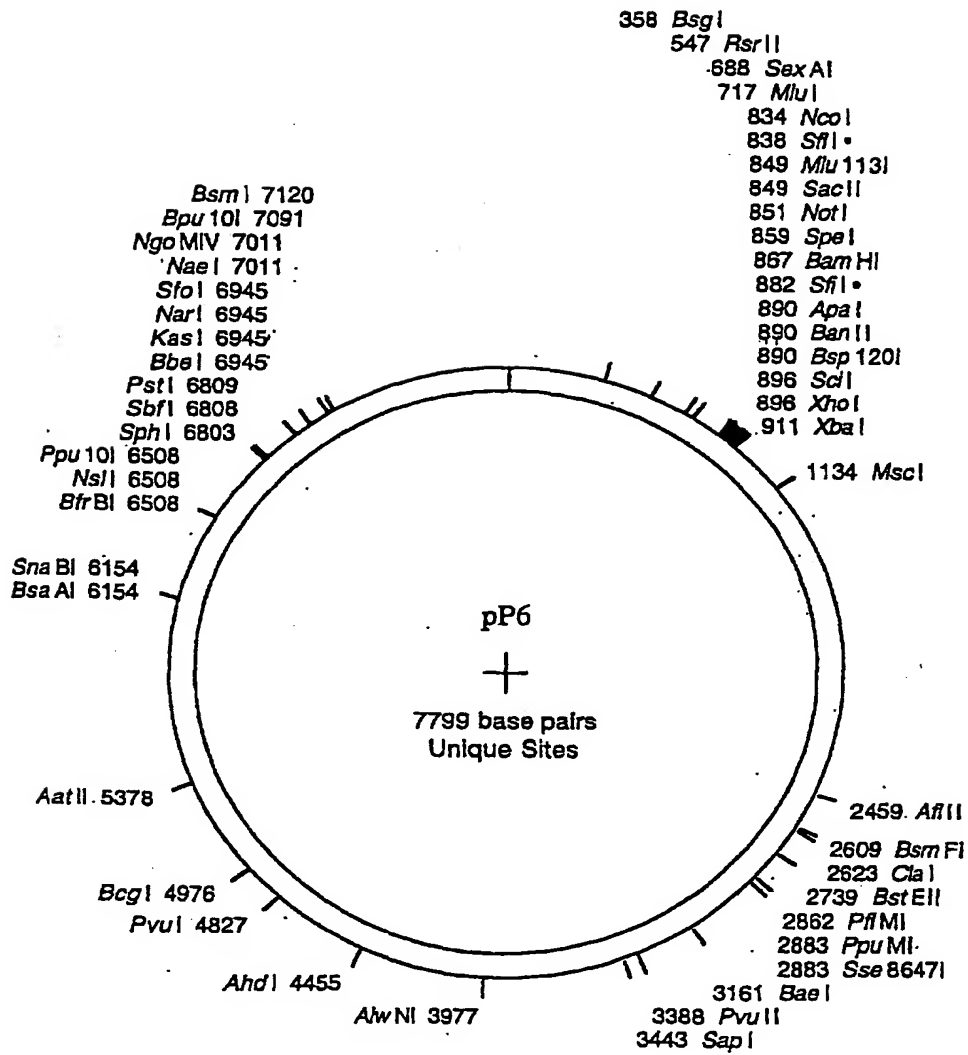 358 BsgI
547 RsrII
688 SexAI
717 MluI
834 NcoI
838 SfiI•
849 Mlu113I
849 SacII
851 NotI
859 SpeI
867 BamHI
882 SfiI•
890 ApaI
890 BanII
890 Bsp120I
896 SciI
896 XhoI
911 XbaI
1134 MscI
BsmI 7120
Bpu10I 7091
NgoMIV 7011
NaeI 7011
SfoI 6945
NarI 6945
KasI 6945
BbeI 6945
PstI 6809
SbfI 6808
SphI 6803
Ppu10I 6508
NsiI 6508
BfrBI 6508
SnaBI 6154
BsaAI 6154
pP6
7799 base pairs
Unique Sites
AatII 5378
BcgI 4976
PvuI 4827
AhdI 4455
AlwNI 3977
2459 AflII
2609 BsmFI
2623 ClaI
2739 BstEII
2862 PflMI
2883 PpuMI
2883 Sse8647I
3161 BaeI
3388 PvuII
3443 SapI